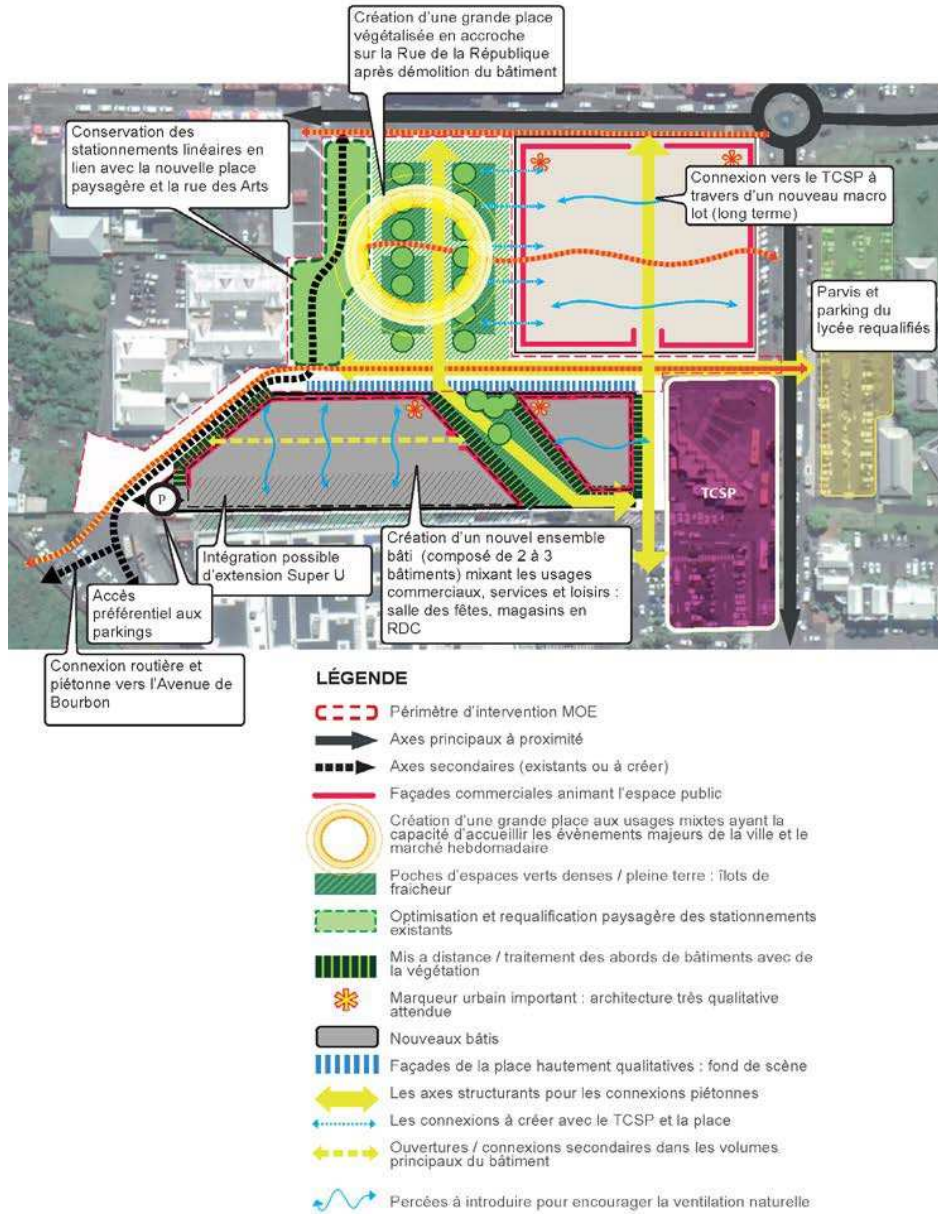 Création d'une grande place
végétalisée en accroche
sur la Rue de la République
après démolition du bâtiment
Conservation des
stationnements linéaires en
lien avec la nouvelle place
paysagère et la rue des Arts
Connexion vers le TCSP à
travers d'un nouveau macro
lot (long terme)
Parvis et
parking du
lycée requalifiés
TCSP
P
Intégration possible
d'extension Super U
Création d'un nouvel ensemble
bâti (composé de 2 à 3
bâtiments) mixant les usages
commerciaux, services et loisirs :
salle des fêtes, magasins en
RDC
Accès
préférentiel aux
parkings
Connexion routière et
piétonne vers l'Avenue de
Bourbon
LÉGENDE
Périmètre d'intervention MOE
Axes principaux à proximité
Axes secondaires (existants ou à créer)
Façades commerciales animant l'espace public
Création d'une grande place aux usages mixtes ayant la
capacité d'accueillir les évènements majeurs de la ville et le
marché hebdomadaire
Poches d'espaces verts denses / pleine terre : îlots de
fraicheur
Optimisation et requalification paysagère des stationnements
existants
Mis a distance / traitement des abords de bâtiments avec de
la végétation
Marqueur urbain important : architecture très qualitative
attendue
Nouveaux bâtis
Façades de la place hautement qualitatives : fond de scène
Les axes structurants pour les connexions piétonnes
Les connexions à créer avec le TCSP et la place
Ouvertures / connexions secondaires dans les volumes
principaux du bâtiment
Percées à introduire pour encourager la ventilation naturelle